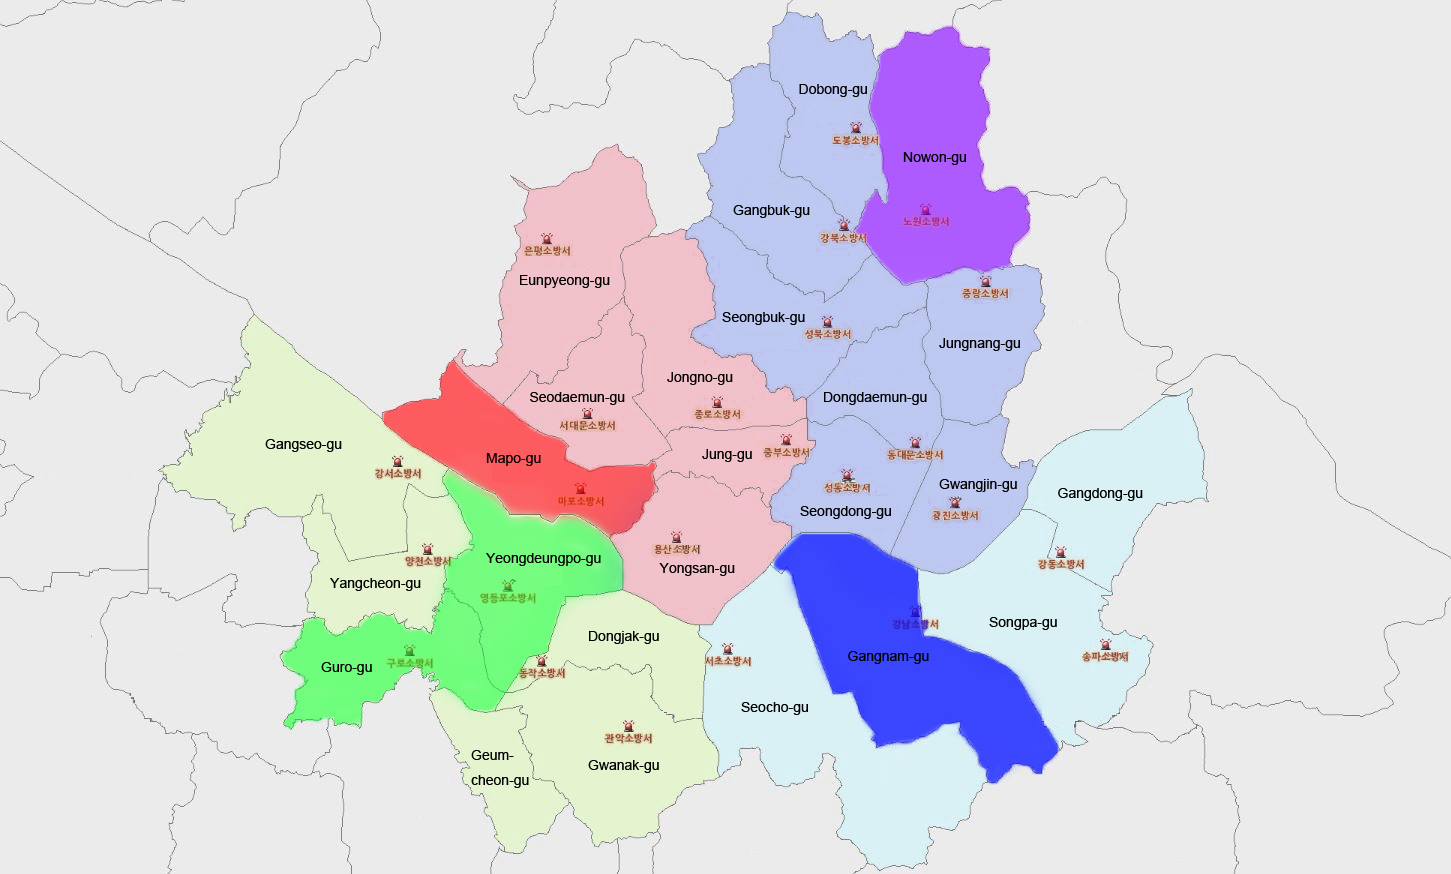 Dobong-gu
도봉소방서
Nowon-gu
노원소방서
Gangbuk-gu
강북소방서
은평소방서
Eunpyeong-gu
중랑소방서
Seongbuk-gu
성북소방서
Jungnang-gu
Jongno-gu
종로소방서
Seodaemun-gu
서대문소방서
Dongdaemun-gu
동대문소방서
Gangseo-gu
강서소방서
Mapo-gu
마포소방서
Jung-gu
중부소방서
성동소방서
Seongdong-gu
Gwangjin-gu
광진소방서
Gangdong-gu
강동소방서
양천소방서
Yangcheon-gu
Yeongdeungpo-gu
영등포소방서
용산소방서
Yongsan-gu
Guro-gu
구로소방서
Dongjak-gu
동작소방서
서초소방서
Seocho-gu
강남소방서
Gangnam-gu
Songpa-gu
송파소방서
관악소방서
Gwanak-gu
Geum-
cheon-gu